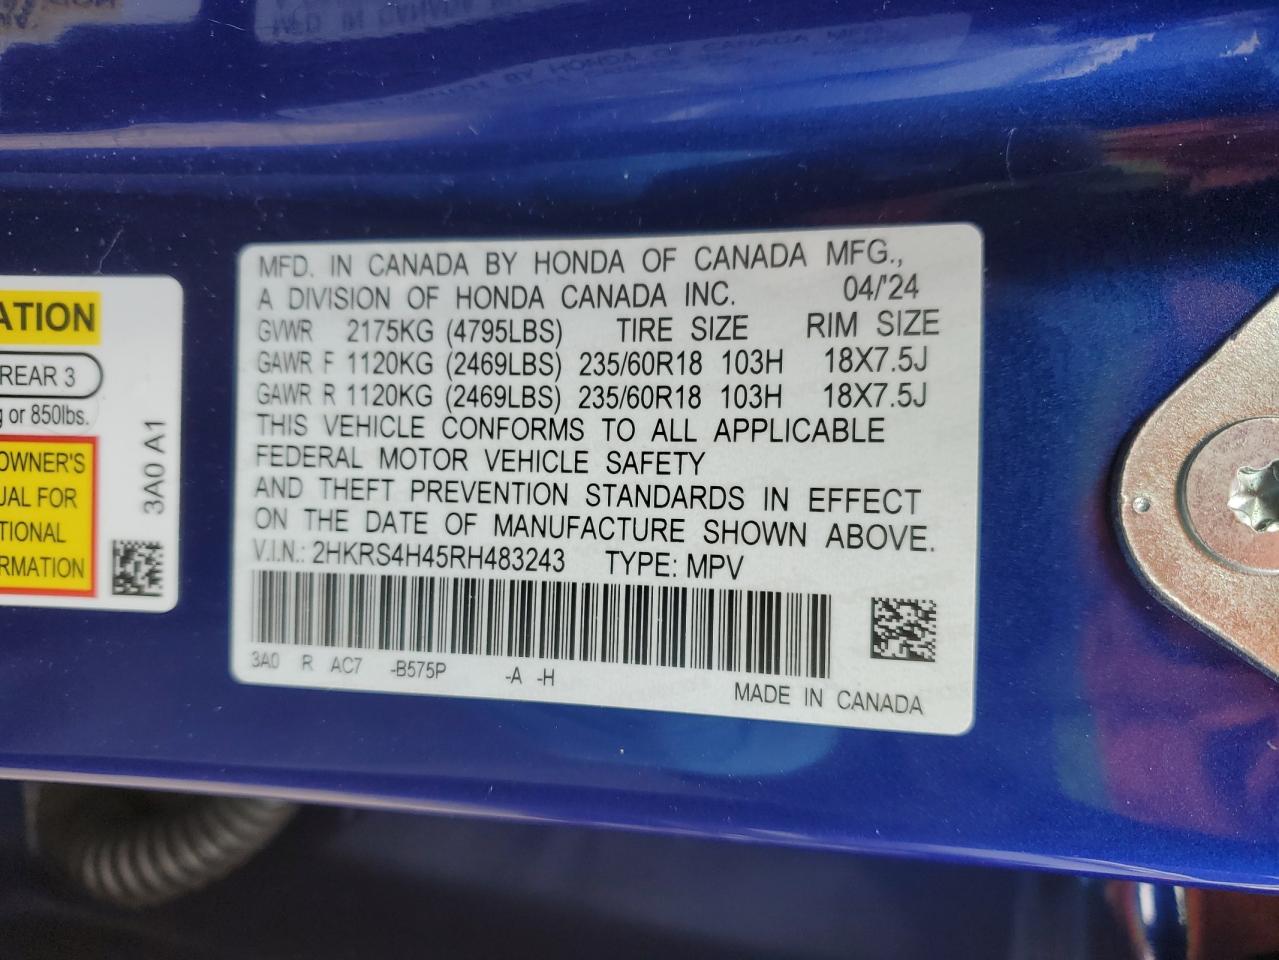 ATION
REAR 3
g or 850lbs.
OWNER'S
UAL FOR
TIONAL
RMATION
3A0 A1
MFD. IN CANADA BY HONDA OF CANADA MFG.,
A DIVISION OF HONDA CANADA INC. 04/'24
GVWR 2175KG (4795LBS) TIRE SIZE RIM SIZE
GAWR F 1120KG (2469LBS) 235/60R18 103H 18X7.5J
GAWR R 1120KG (2469LBS) 235/60R18 103H 18X7.5J
THIS VEHICLE CONFORMS TO ALL APPLICABLE
FEDERAL MOTOR VEHICLE SAFETY
AND THEFT PREVENTION STANDARDS IN EFFECT
ON THE DATE OF MANUFACTURE SHOWN ABOVE.
V.I.N.: 2HKRS4H45RH483243 TYPE: MPV
3A0 R AC7 -B575P -A -H
MADE IN CANADA